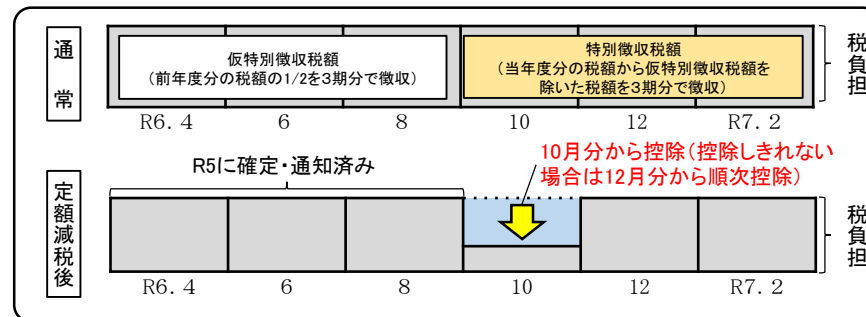 通常
仮特別徴収税額
(前年度分の税額の1/2を3期分で徴収)
特別徴収税額
(当年度分の税額から仮特別徴収税額を
除いた税額を3期分で徴収)
税負担
R6.4 6 8 10 12 R7.2
R5に確定・通知済み
10月分から控除(控除しきれない
場合は12月分から順次控除)
定額減税後
税負担
R6.4 6 8 10 12 R7.2